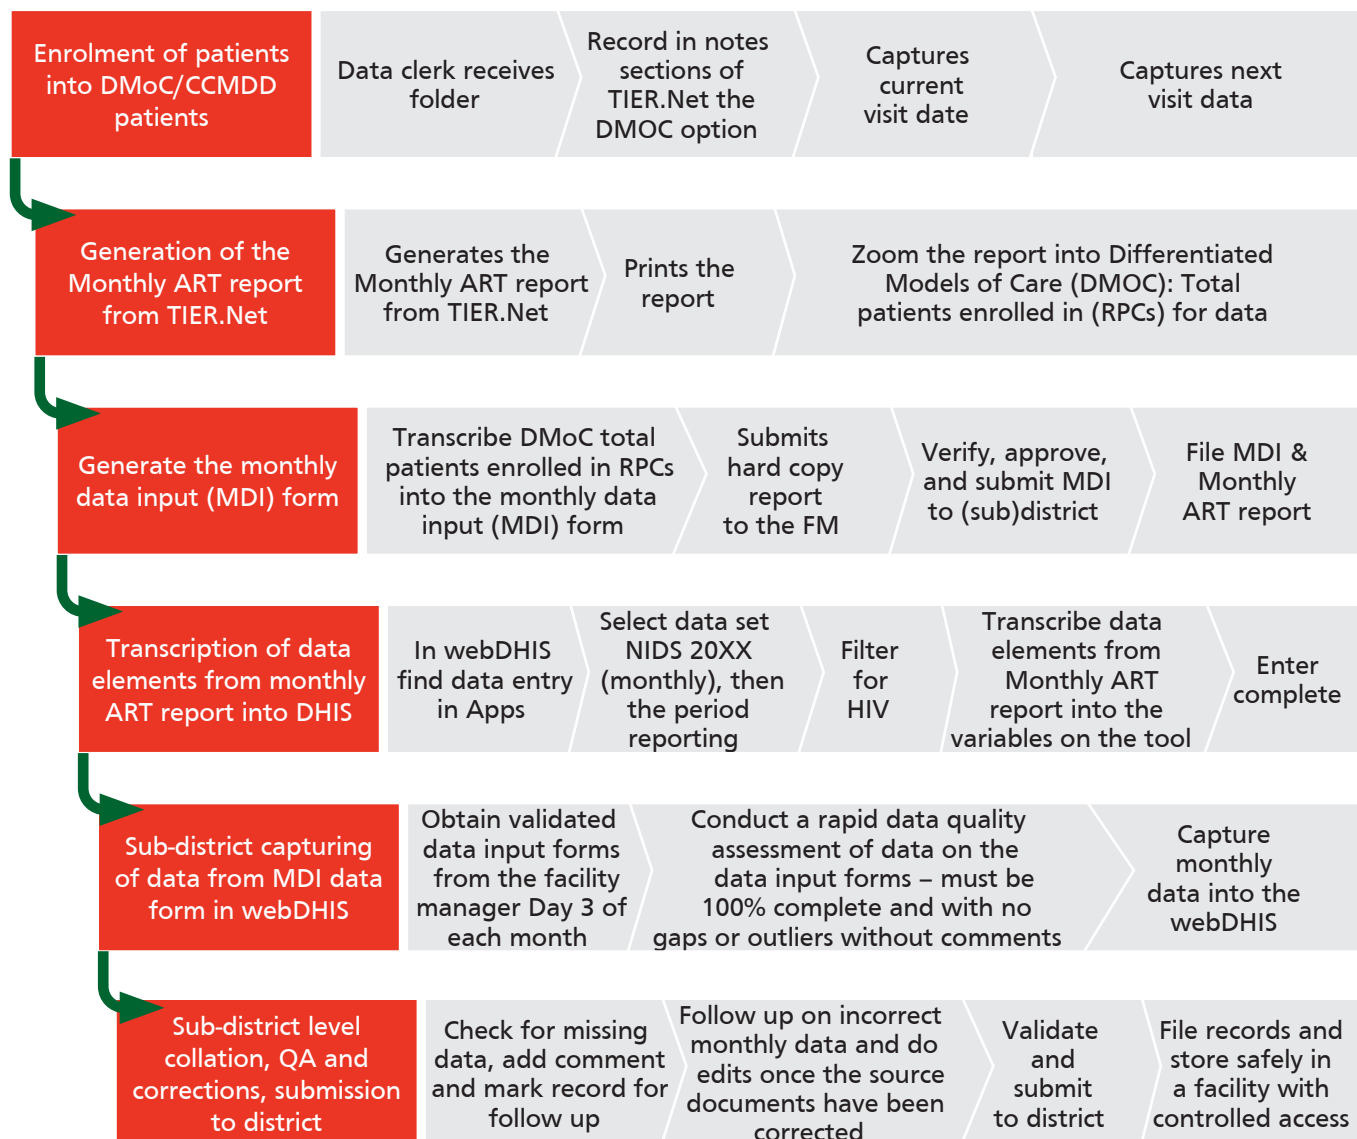 Enrolment of patients
into DMoC/CCMDD
patients
Data clerk receives
folder
Record in notes
sections of
TIER.Net the
DMOC option
Captures
current
visit date
Captures next
visit data
Generation of the
Monthly ART report
from TIER.Net
Generates the
Monthly ART report
from TIER.Net
Prints the
report
Zoom the report into Differentiated
Models of Care (DMOC): Total
patients enrolled in (RPCs) for data
Generate the monthly
data input (MDI) form
Transcribe DMoC total
patients enrolled in RPCs
into the monthly data
input (MDI) form
Submits
hard copy
report
to the FM
Verify, approve,
and submit MDI
to (sub)district
File MDI &
Monthly
ART report
Transcription of data
elements from monthly
ART report into DHIS
In webDHIS
find data entry
in Apps
Select data set
NIDS 20XX
(monthly), then
the period
reporting
Filter
for
HIV
Transcribe data
elements from
Monthly ART
report into the
variables on the tool
Enter
complete
Sub-district capturing
of data from MDI data
form in webDHIS
Obtain validated
data input forms
from the facility
manager Day 3 of
each month
Conduct a rapid data quality
assessment of data on the
data input forms – must be
100% complete and with no
gaps or outliers without comments
Capture
monthly
data into the
webDHIS
Sub-district level
collation, QA and
corrections, submission
to district
Check for missing
data, add comment
and mark record for
follow up
Follow up on incorrect
monthly data and do
edits once the source
documents have been
corrected
Validate
and
submit
to district
File records and
store safely in
a facility with
controlled access